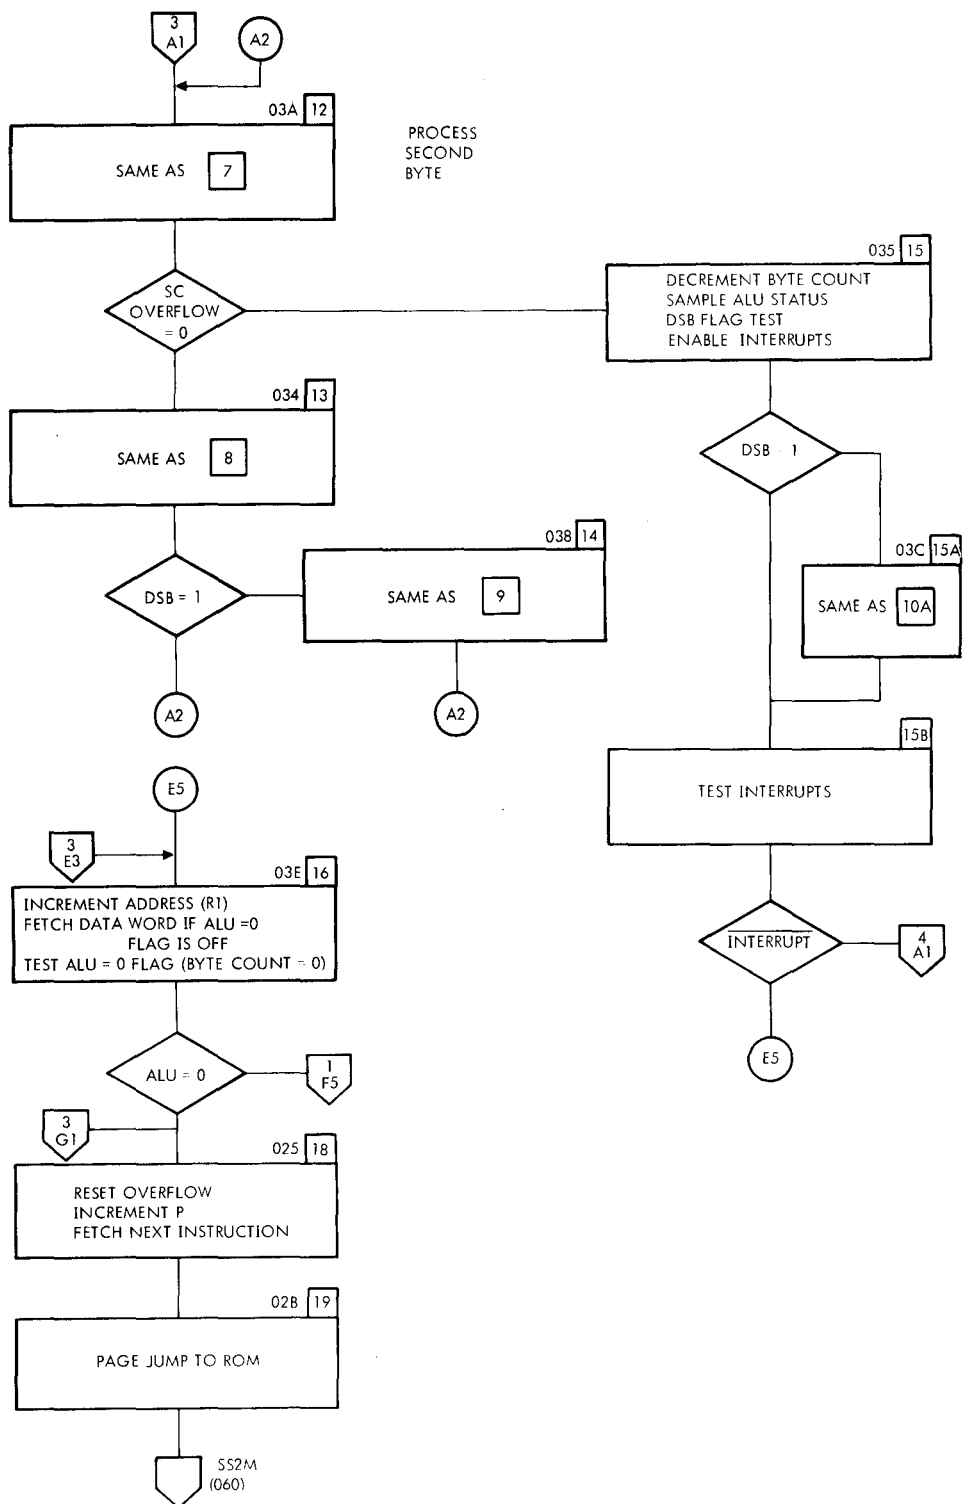 3
A1
A2
03A 12
SAME AS 7
PROCESS
SECOND
BYTE
SC
OVERFLOW
= 0
035 15
DECREMENT BYTE COUNT
SAMPLE ALU STATUS
DSB FLAG TEST
ENABLE INTERRUPTS
034 13
SAME AS 8
DSB 1
DSB = 1
038 14
SAME AS 9
03C 15A
SAME AS 10A
A2
A2
15B
TEST INTERRUPTS
E5
3
E3
03E 16
INCREMENT ADDRESS (R1)
FETCH DATA WORD IF ALU =0
FLAG IS OFF
TEST ALU = 0 FLAG (BYTE COUNT = 0)
INTERRUPT
4
A1
E5
ALU = 0
1
F5
3
G1
025 18
RESET OVERFLOW
INCREMENT P
FETCH NEXT INSTRUCTION
02B 19
PAGE JUMP TO ROM
SS2M
(060)